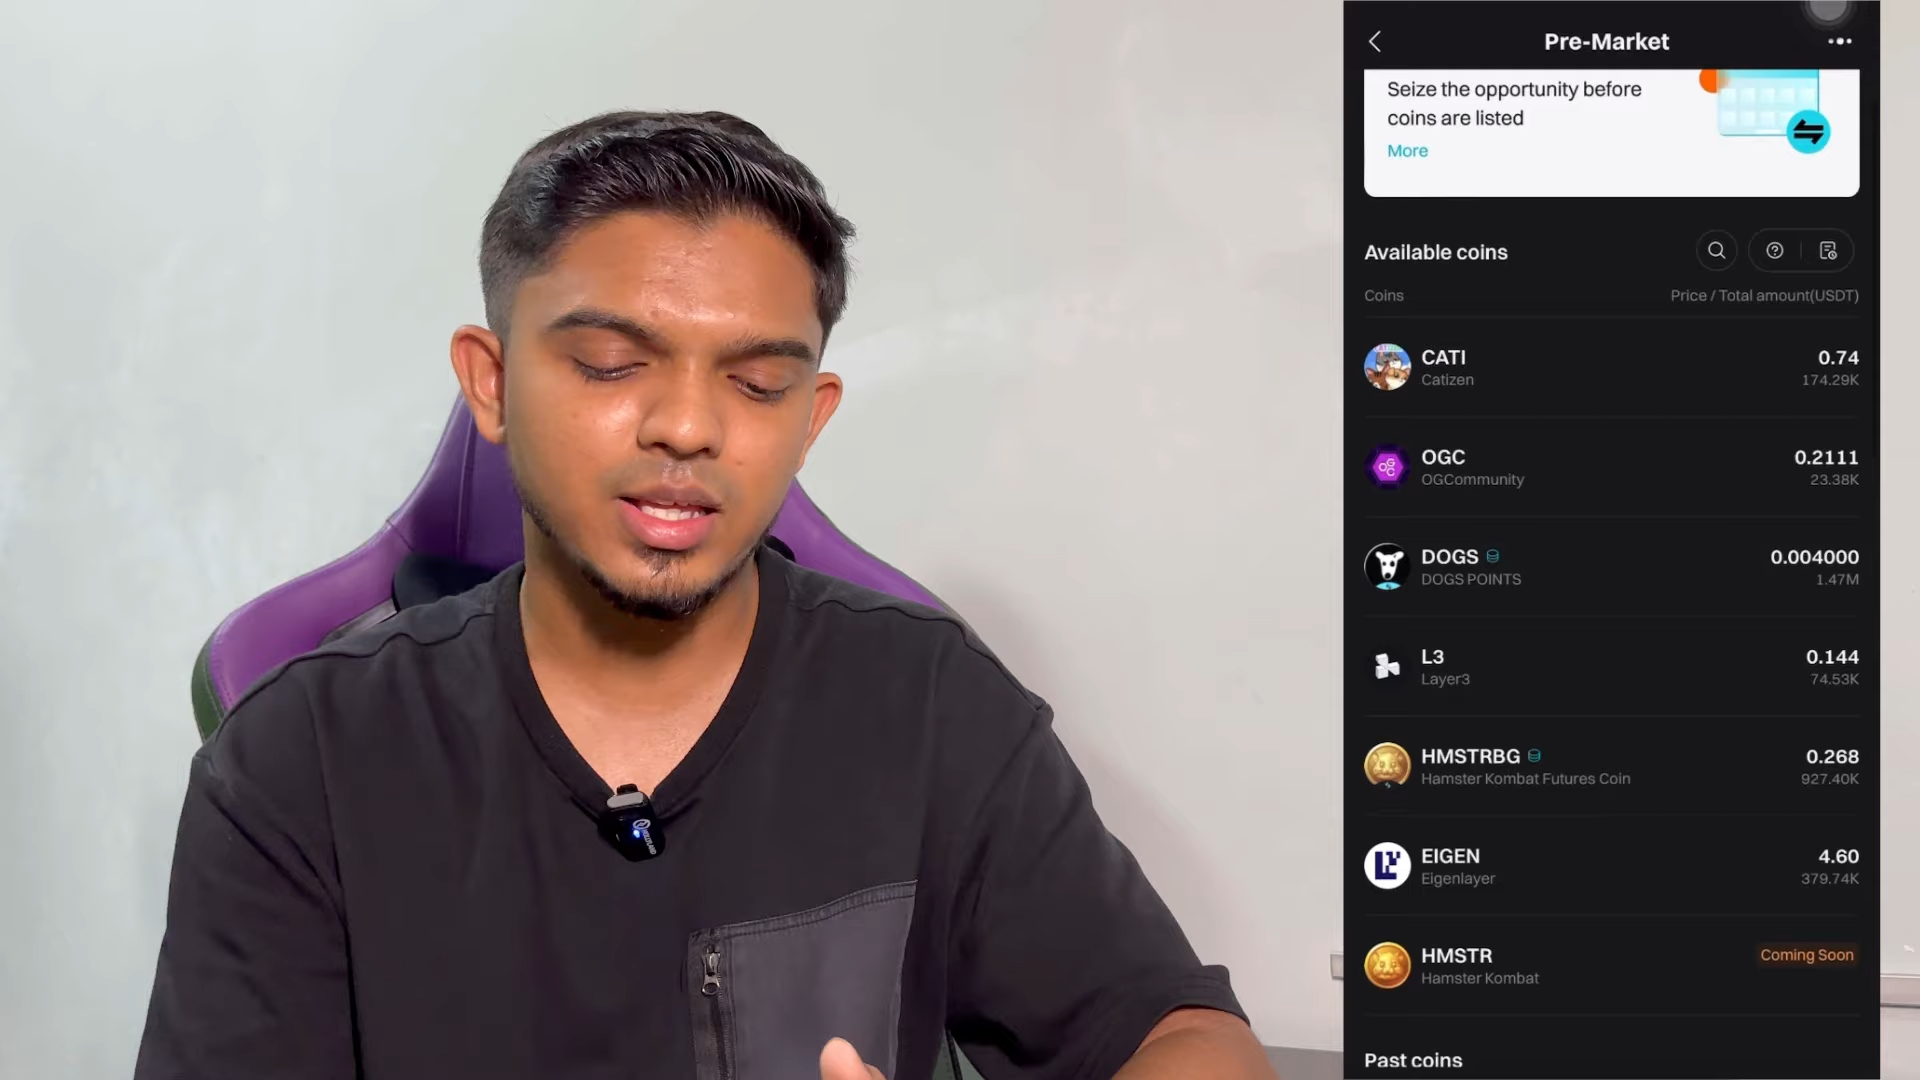 Pre-Market
Seize the opportunity before
coins are listed
More
Available coins
Coins
Price / Total amount(USDT)
CATI
0.74
Catizen
174.29K
OGC
0.2111
OGCommunity
23.38K
DOGS
0.004000
DOGS POINTS
1.47M
L3
0.144
Layer3
74.53K
HMSTRBG
0.268
Hamster Kombat Futures Coin
927.40K
EIGEN
4.60
Eigenlayer
379.74K
HMSTR
Coming Soon
Hamster Kombat
Past coins
HOLLYLAND